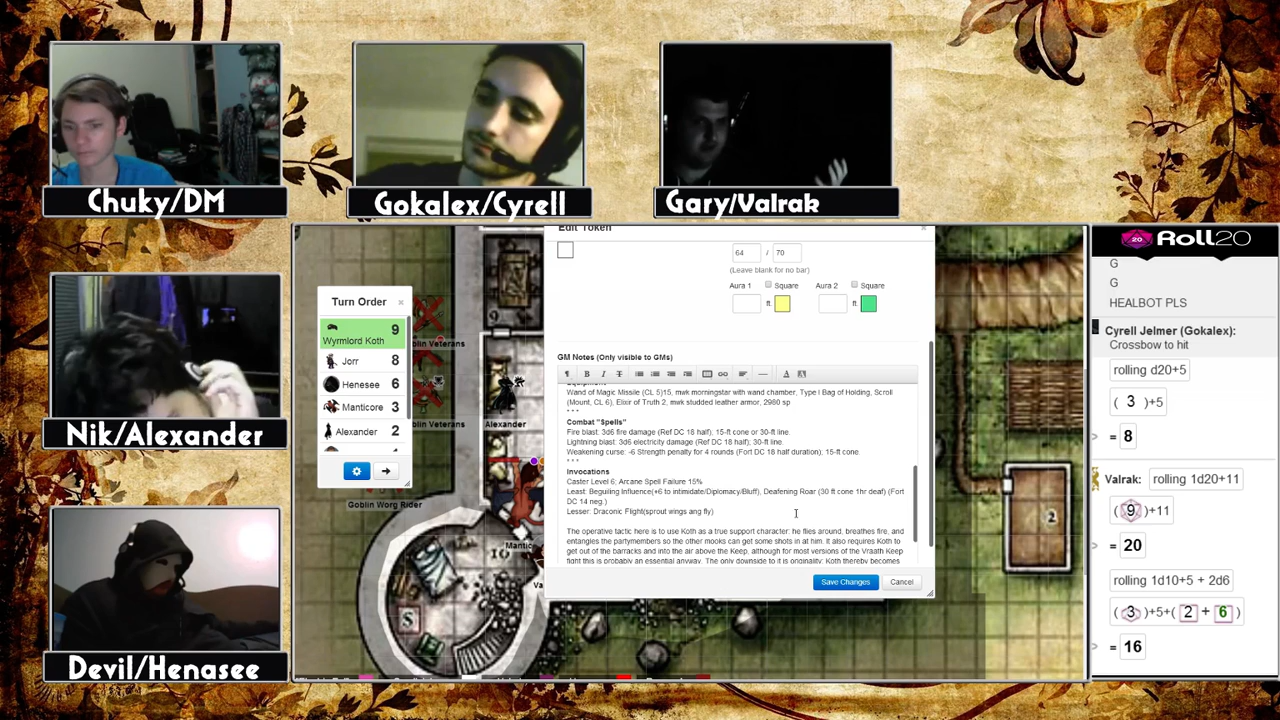 Chuky/DM
Gokalex/Cyrell
Gary/Valrak
Nik/Alexander
Devil/Henasee
Turn Order ×
Wyrmlord Koth 9
Jorr 8
Henesee 6
Manticore 3
Alexander 2
Goblin Veterans
Goblin Veterans
Goblin Worg Rider
Alexander
9
10
S
2
Edit Token
64 / 70
(Leave blank for no bar)
Aura 1 Square Aura 2 Square
ft. ft.
GM Notes (Only visible to GMs)
Equipment
Wand of Magic Missile (CL 5)15, mwk morningstar with wand chamber, Type I Bag of Holding, Scroll
(Mount, CL 6), Elixir of Truth 2, mwk studded leather armor, 2980 sp
* * *
Combat "Spells"
Fire blast: 3d6 fire damage (Ref DC 18 half): 15-ft cone or 30-ft line.
Lightning blast: 3d6 electricity damage (Ref DC 18 half); 30-ft line.
Weakening curse: -6 Strength penalty for 4 rounds (Fort DC 18 half duration); 15-ft cone.
* * *
Invocations
Caster Level 6; Arcane Spell Failure 15%
Least: Beguiling Influence(+6 to intimidate/Diplomacy/Bluff), Deafening Roar (30 ft cone 1hr deaf) (Fort
DC 14 neg.)
Lesser: Draconic Flight(sprout wings ang fly)
The operative tactic here is to use Koth as a true support character: he flies around, breathes fire, and
entangles the partymembers so the other mooks can get some shots in at him. It also requires Koth to
get out of the barracks and into the air above the Keep, although for most versions of the Vraath Keep
fight this is probably an essential anyway. The only downside to it is originality: Koth thereby becomes
Save Changes Cancel
Roll20
G
G
HEALBOT PLS
Cyrell Jelmer (Gokalex):
Crossbow to hit
rolling d20+5
( 3 )+5
= 8
Valrak: rolling 1d20+11
( 9 )+11
= 20
rolling 1d10+5 + 2d6
( 3 )+5+( 2 + 6 )
= 16